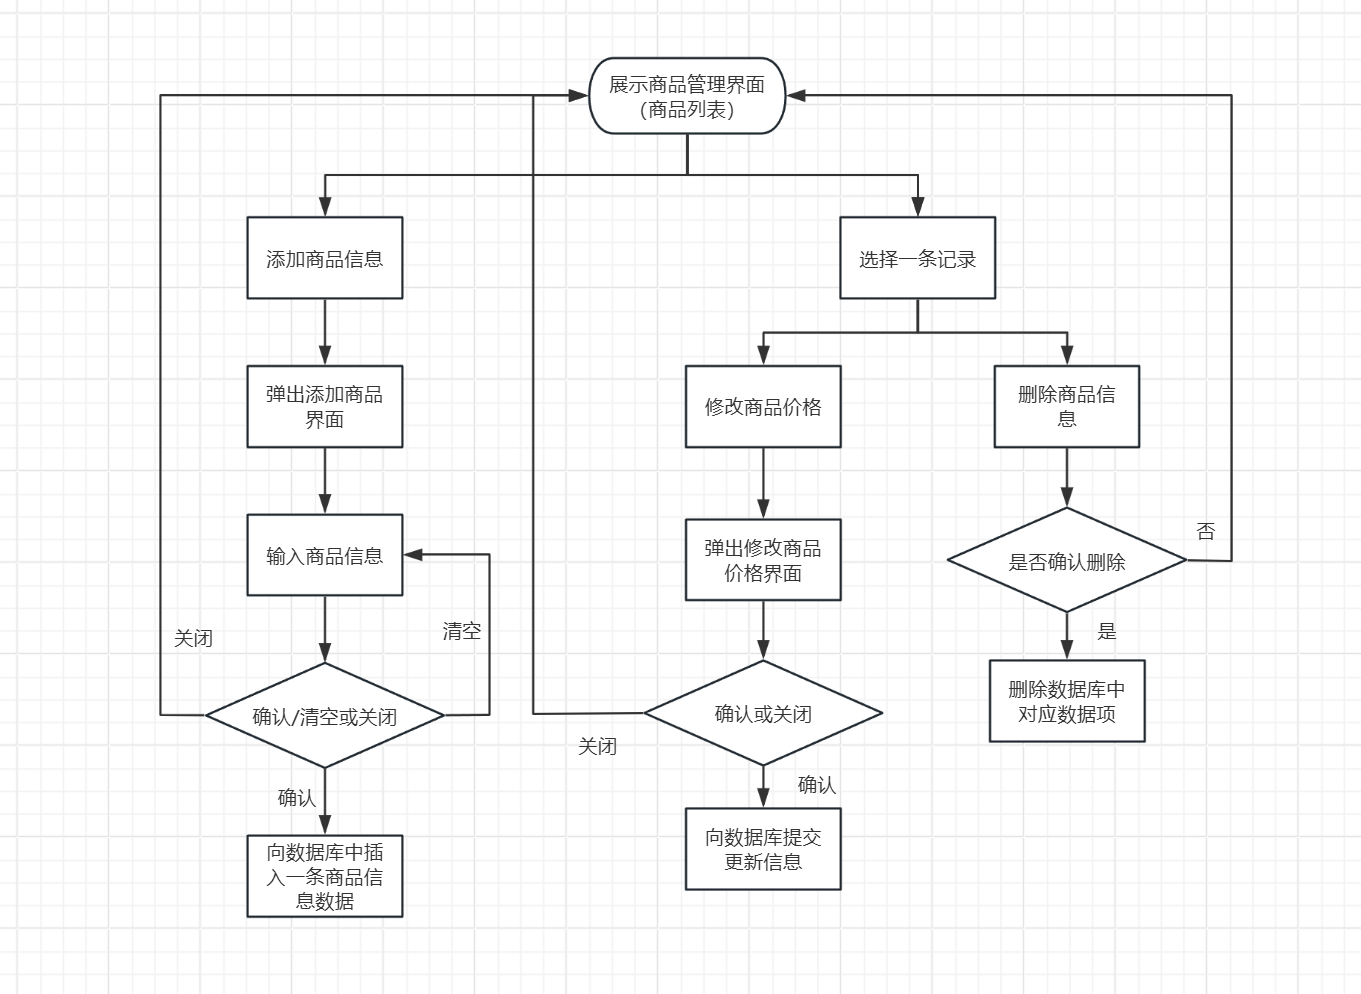 展示商品管理界面
（商品列表）
添加商品信息
选择一条记录
弹出添加商品
界面
修改商品价格
删除商品信
息
输入商品信息
弹出修改商品
价格界面
是否确认删除
否
关闭
清空
是
确认/清空或关闭
确认或关闭
删除数据库中
对应数据项
关闭
确认
确认
向数据库中插
入一条商品信
息数据
向数据库提交
更新信息